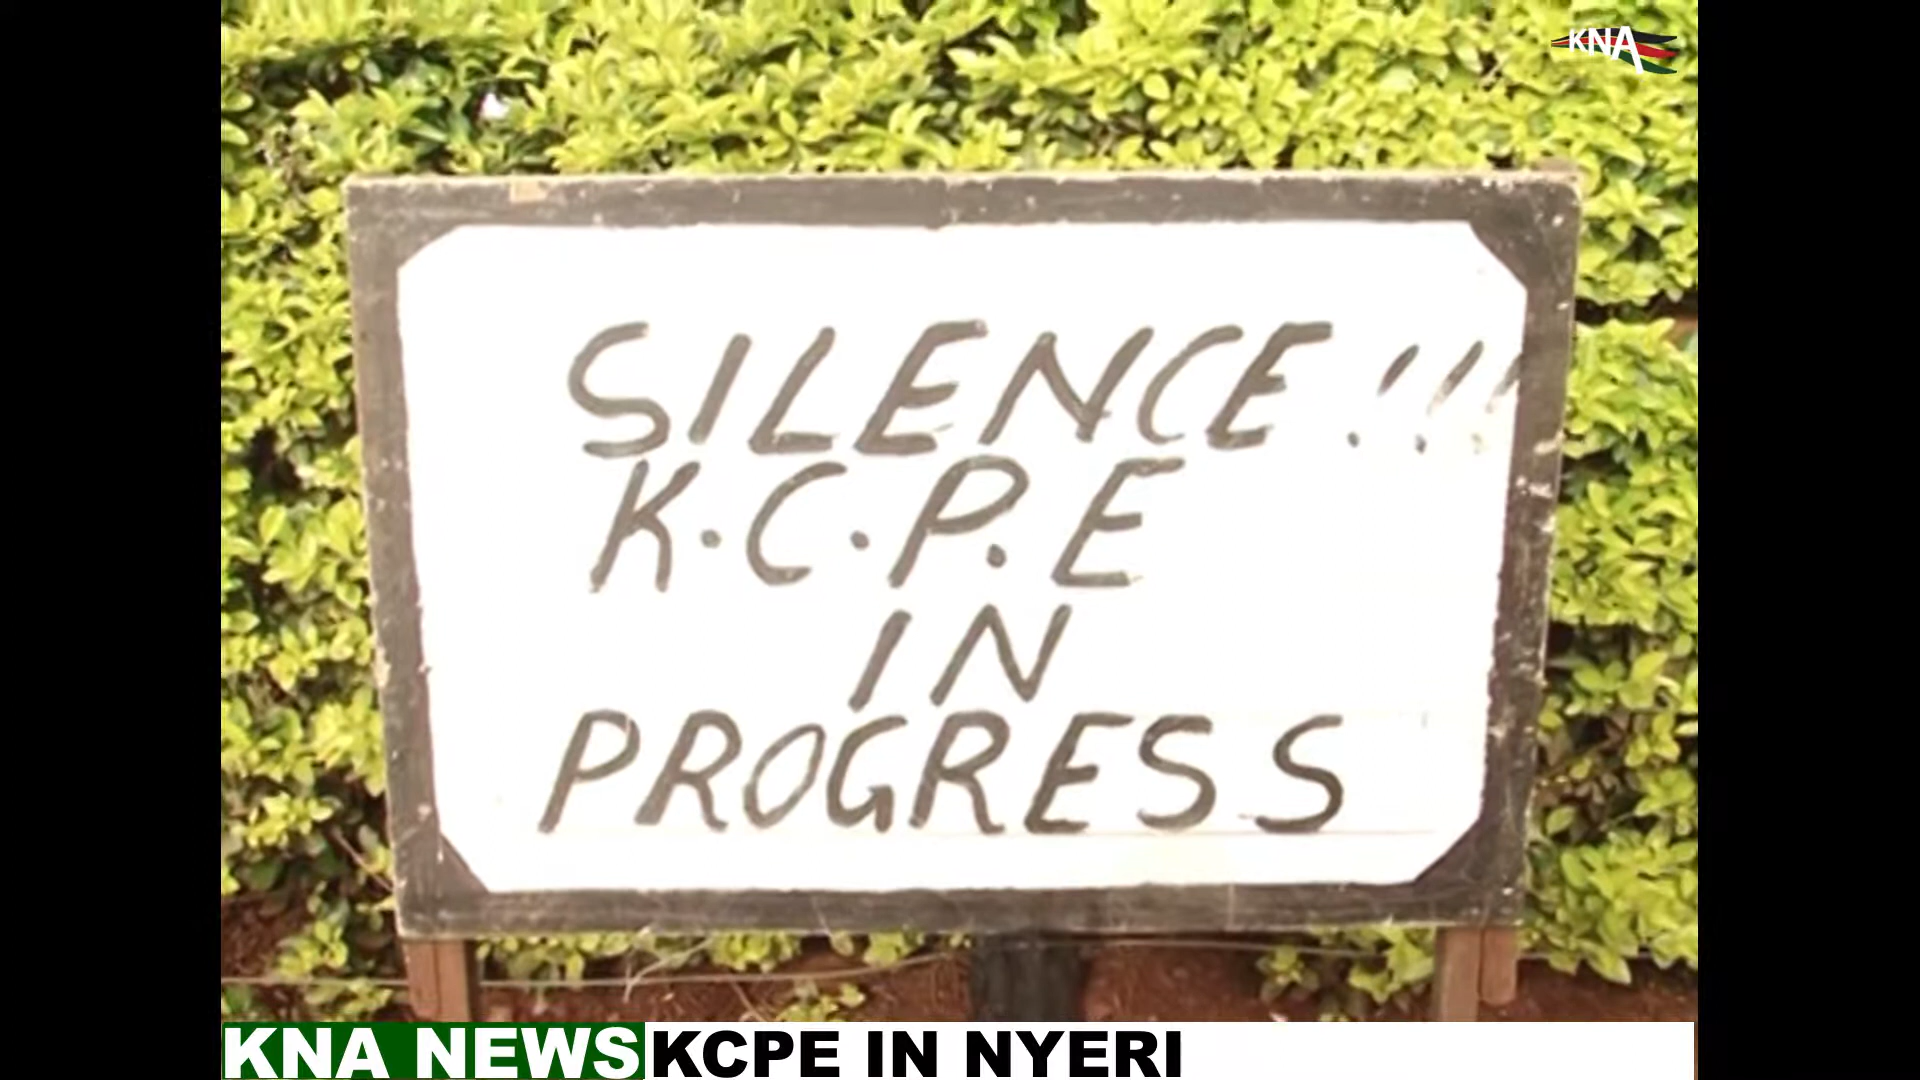 KNA
SILENCE!!!
K.C.P.E
IN
PROGRESS
KNA NEWS KCPE IN NYERI